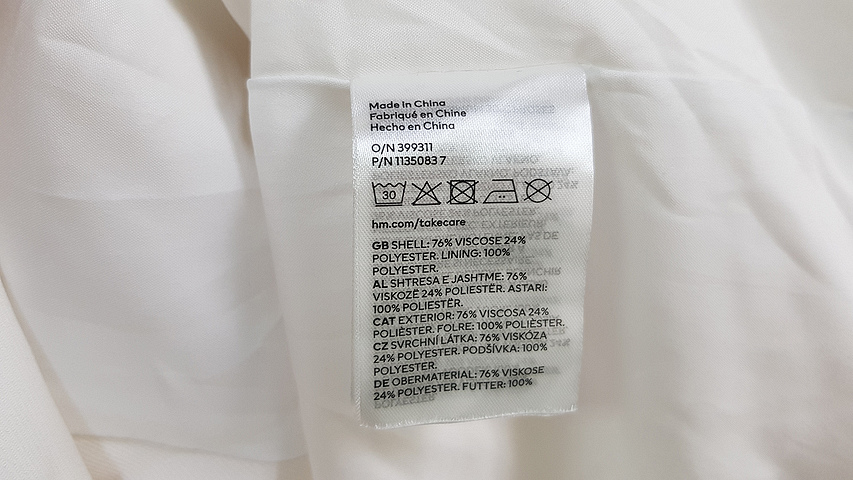 Made in China
Fabriqué en Chine
Hecho en China
O/N 399311
P/N 1135083 7
30
hm.com/takecare
GB SHELL: 76% VISCOSE 24%
POLYESTER. LINING: 100%
POLYESTER.
AL SHTRESA E JASHTME: 76%
VISKOZË 24% POLIESTËR. ASTARI:
100% POLIESTËR.
CAT EXTERIOR: 76% VISCOSA 24%
POLIÈSTER. FOLRE: 100% POLIÈSTER.
CZ SVRCHNÍ LÁTKA: 76% VISKÓZA
24% POLYESTER. PODŠÍVKA: 100%
POLYESTER.
DE OBERMATERIAL: 76% VISKOSE
24% POLYESTER. FUTTER: 100%